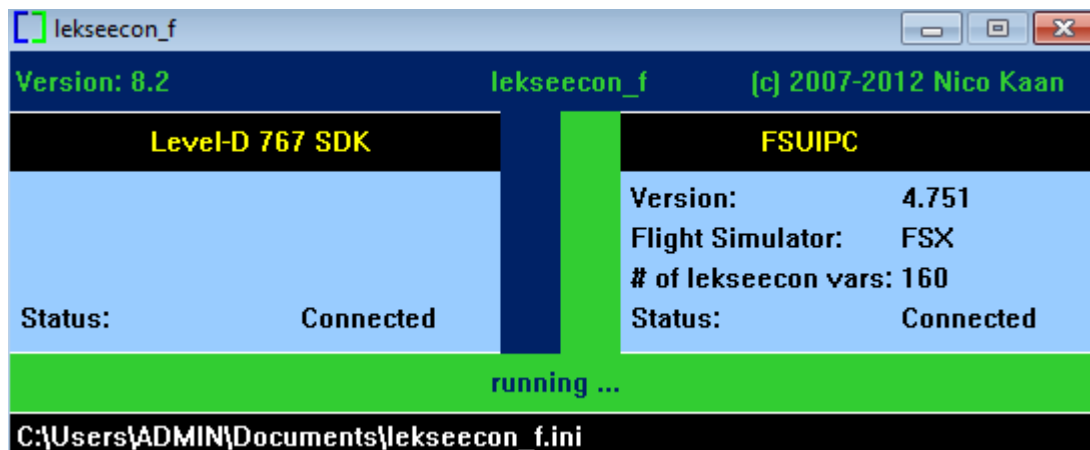 lekseecon_f
Version: 8.2 lekseecon_f (c) 2007-2012 Nico Kaan
Level-D 767 SDK
Status: Connected
FSUIPC
Version: 4.751
Flight Simulator: FSX
# of lekseecon vars: 160
Status: Connected
running ...
C:\Users\ADMIN\Documents\lekseecon_f.ini